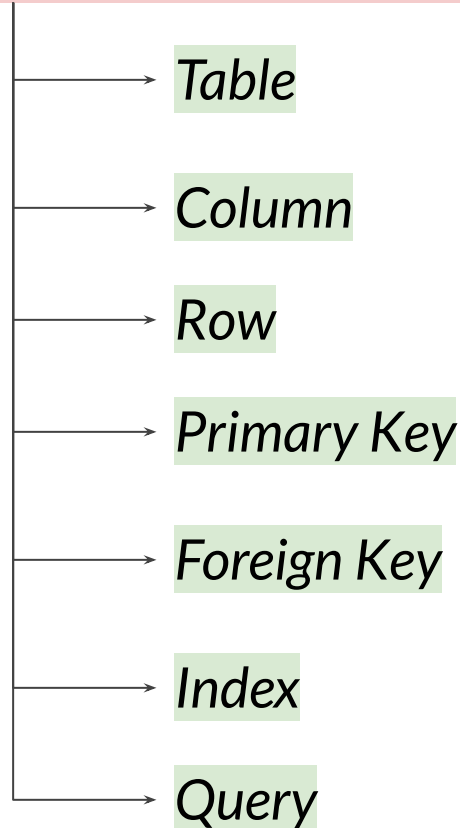 Table
Column
Row
Primary Key
Foreign Key
Index
Query